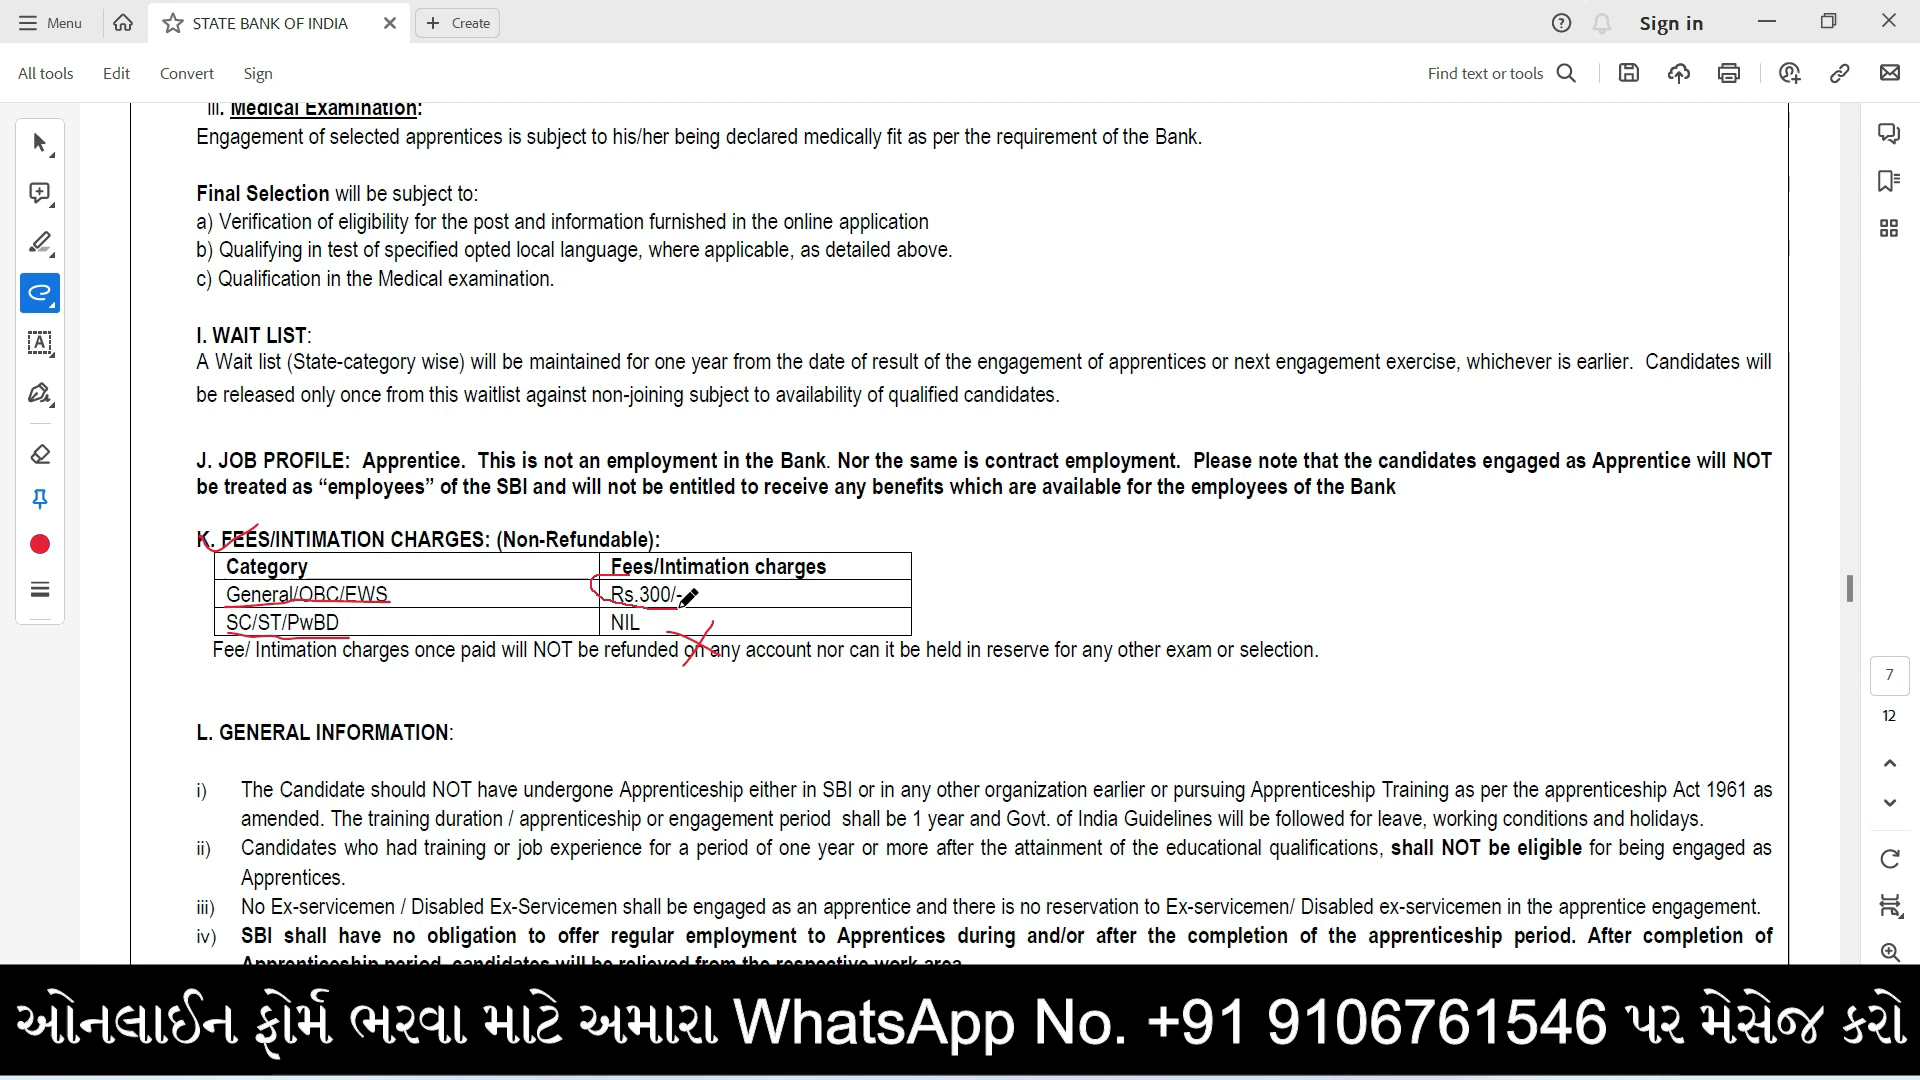 Menu
STATE BANK OF INDIA
Create
Sign in
All tools
Edit
Convert
Sign
Find text or tools
iii. Medical Examination:
Engagement of selected apprentices is subject to his/her being declared medically fit as per the requirement of the Bank.
Final Selection will be subject to:
a) Verification of eligibility for the post and information furnished in the online application
b) Qualifying in test of specified opted local language, where applicable, as detailed above.
c) Qualification in the Medical examination.
I. WAIT LIST:
A Wait list (State-category wise) will be maintained for one year from the date of result of the engagement of apprentices or next engagement exercise, whichever is earlier. Candidates will
be released only once from this waitlist against non-joining subject to availability of qualified candidates.
J. JOB PROFILE: Apprentice. This is not an employment in the Bank. Nor the same is contract employment. Please note that the candidates engaged as Apprentice will NOT
be treated as “employees” of the SBI and will not be entitled to receive any benefits which are available for the employees of the Bank
K. FEES/INTIMATION CHARGES: (Non-Refundable):
Category Fees/Intimation charges
General/OBC/EWS Rs.300/-
SC/ST/PwBD NIL
Fee/ Intimation charges once paid will NOT be refunded on any account nor can it be held in reserve for any other exam or selection.
7
12
L. GENERAL INFORMATION:
i) The Candidate should NOT have undergone Apprenticeship either in SBI or in any other organization earlier or pursuing Apprenticeship Training as per the apprenticeship Act 1961 as
amended. The training duration / apprenticeship or engagement period shall be 1 year and Govt. of India Guidelines will be followed for leave, working conditions and holidays.
ii) Candidates who had training or job experience for a period of one year or more after the attainment of the educational qualifications, shall NOT be eligible for being engaged as
Apprentices.
iii) No Ex-servicemen / Disabled Ex-Servicemen shall be engaged as an apprentice and there is no reservation to Ex-servicemen/ Disabled ex-servicemen in the apprentice engagement.
iv) SBI shall have no obligation to offer regular employment to Apprentices during and/or after the completion of the apprenticeship period. After completion of
Apprenticeship period, candidates will be relieved from the respective work area
ઓનલાઈન ફોર્મ ભરવા માટે અમારા WhatsApp No. +91 9106761546 પર મેસેજ કરો